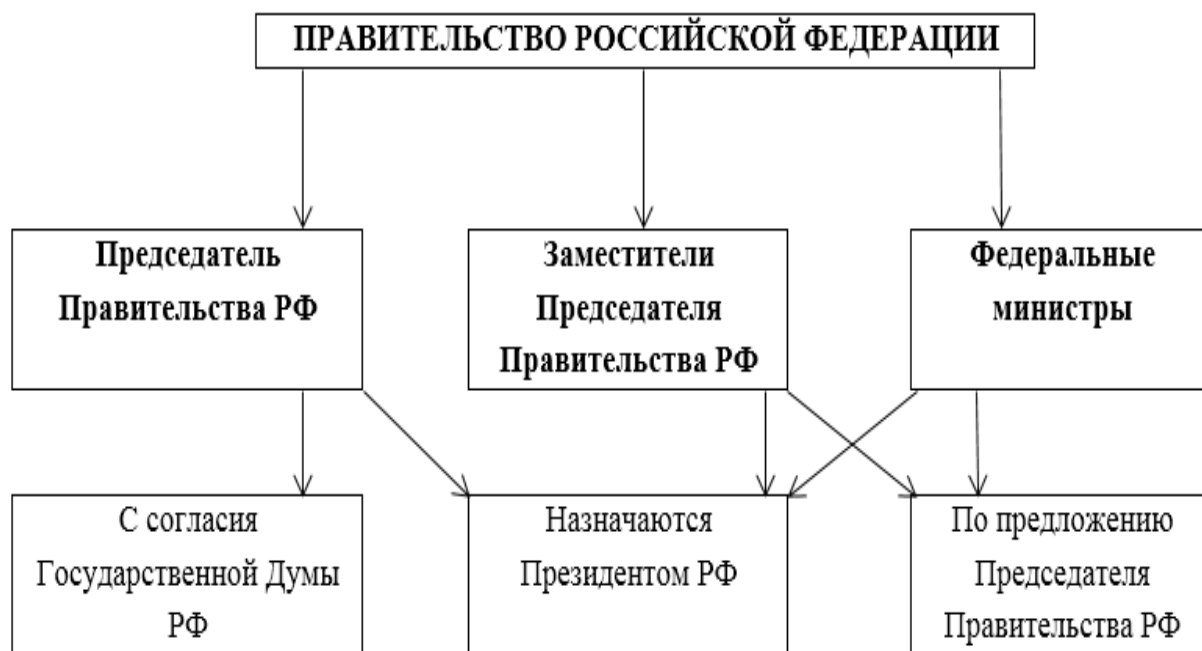 ПРАВИТЕЛЬСТВО РОССИЙСКОЙ ФЕДЕРАЦИИ
Председатель
Правительства РФ
Заместители
Председателя
Правительства РФ
Федеральные
министры
С согласия
Государственной Думы
РФ
Назначаются
Президентом РФ
По предложению
Председателя
Правительства РФ